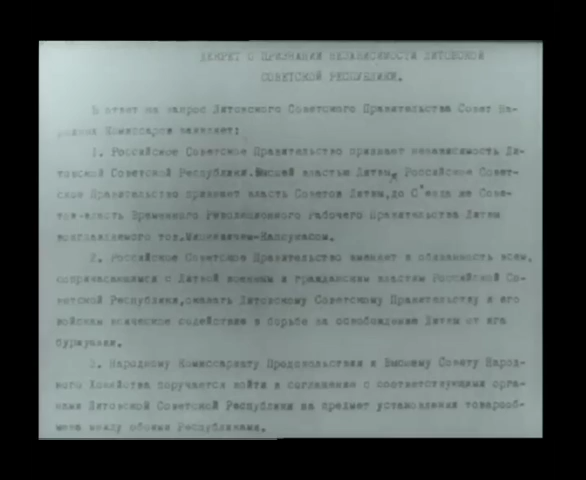 ДЕКРЕТ О ПРИЗНАНИИ НЕЗАВИСИМОСТИ ЛИТОВСКОЙ
СОВЕТСКОЙ РЕСПУБЛИКИ.
В ответ на запрос Литовского Советского Правительства Совет На-
родных Комиссаров заявляет:
1. Российское Советское Правительство признает независимость Ли-
товской Советской Республики. Высшей властью Литвы, Российское Совет-
ское Правительство признает власть Советов Литвы, до С"езда же Сове-
тов-власть Временного Революционного Рабочего Правительства Литвы
возглавляемого тов. Мицкевичем-Капсукасом.
2. Российское Советское Правительство вменяет в обязанность всем,
соприкасающимся с Литвой военным и гражданским властям Российской Со-
ветской Республики, оказать Литовскому Советскому Правительству и его
войскам всяческое содействие в борьбе за освобождение Литвы от ига
буржуазии.
3. Народному Комиссариату Продовольствия и Высшему Совету Народ-
ного Хозяйства поручается войти в соглашение с соответствующими орга-
нами Литовской Советской Республики на предмет установления товарооб-
мена между обоими Республиками.